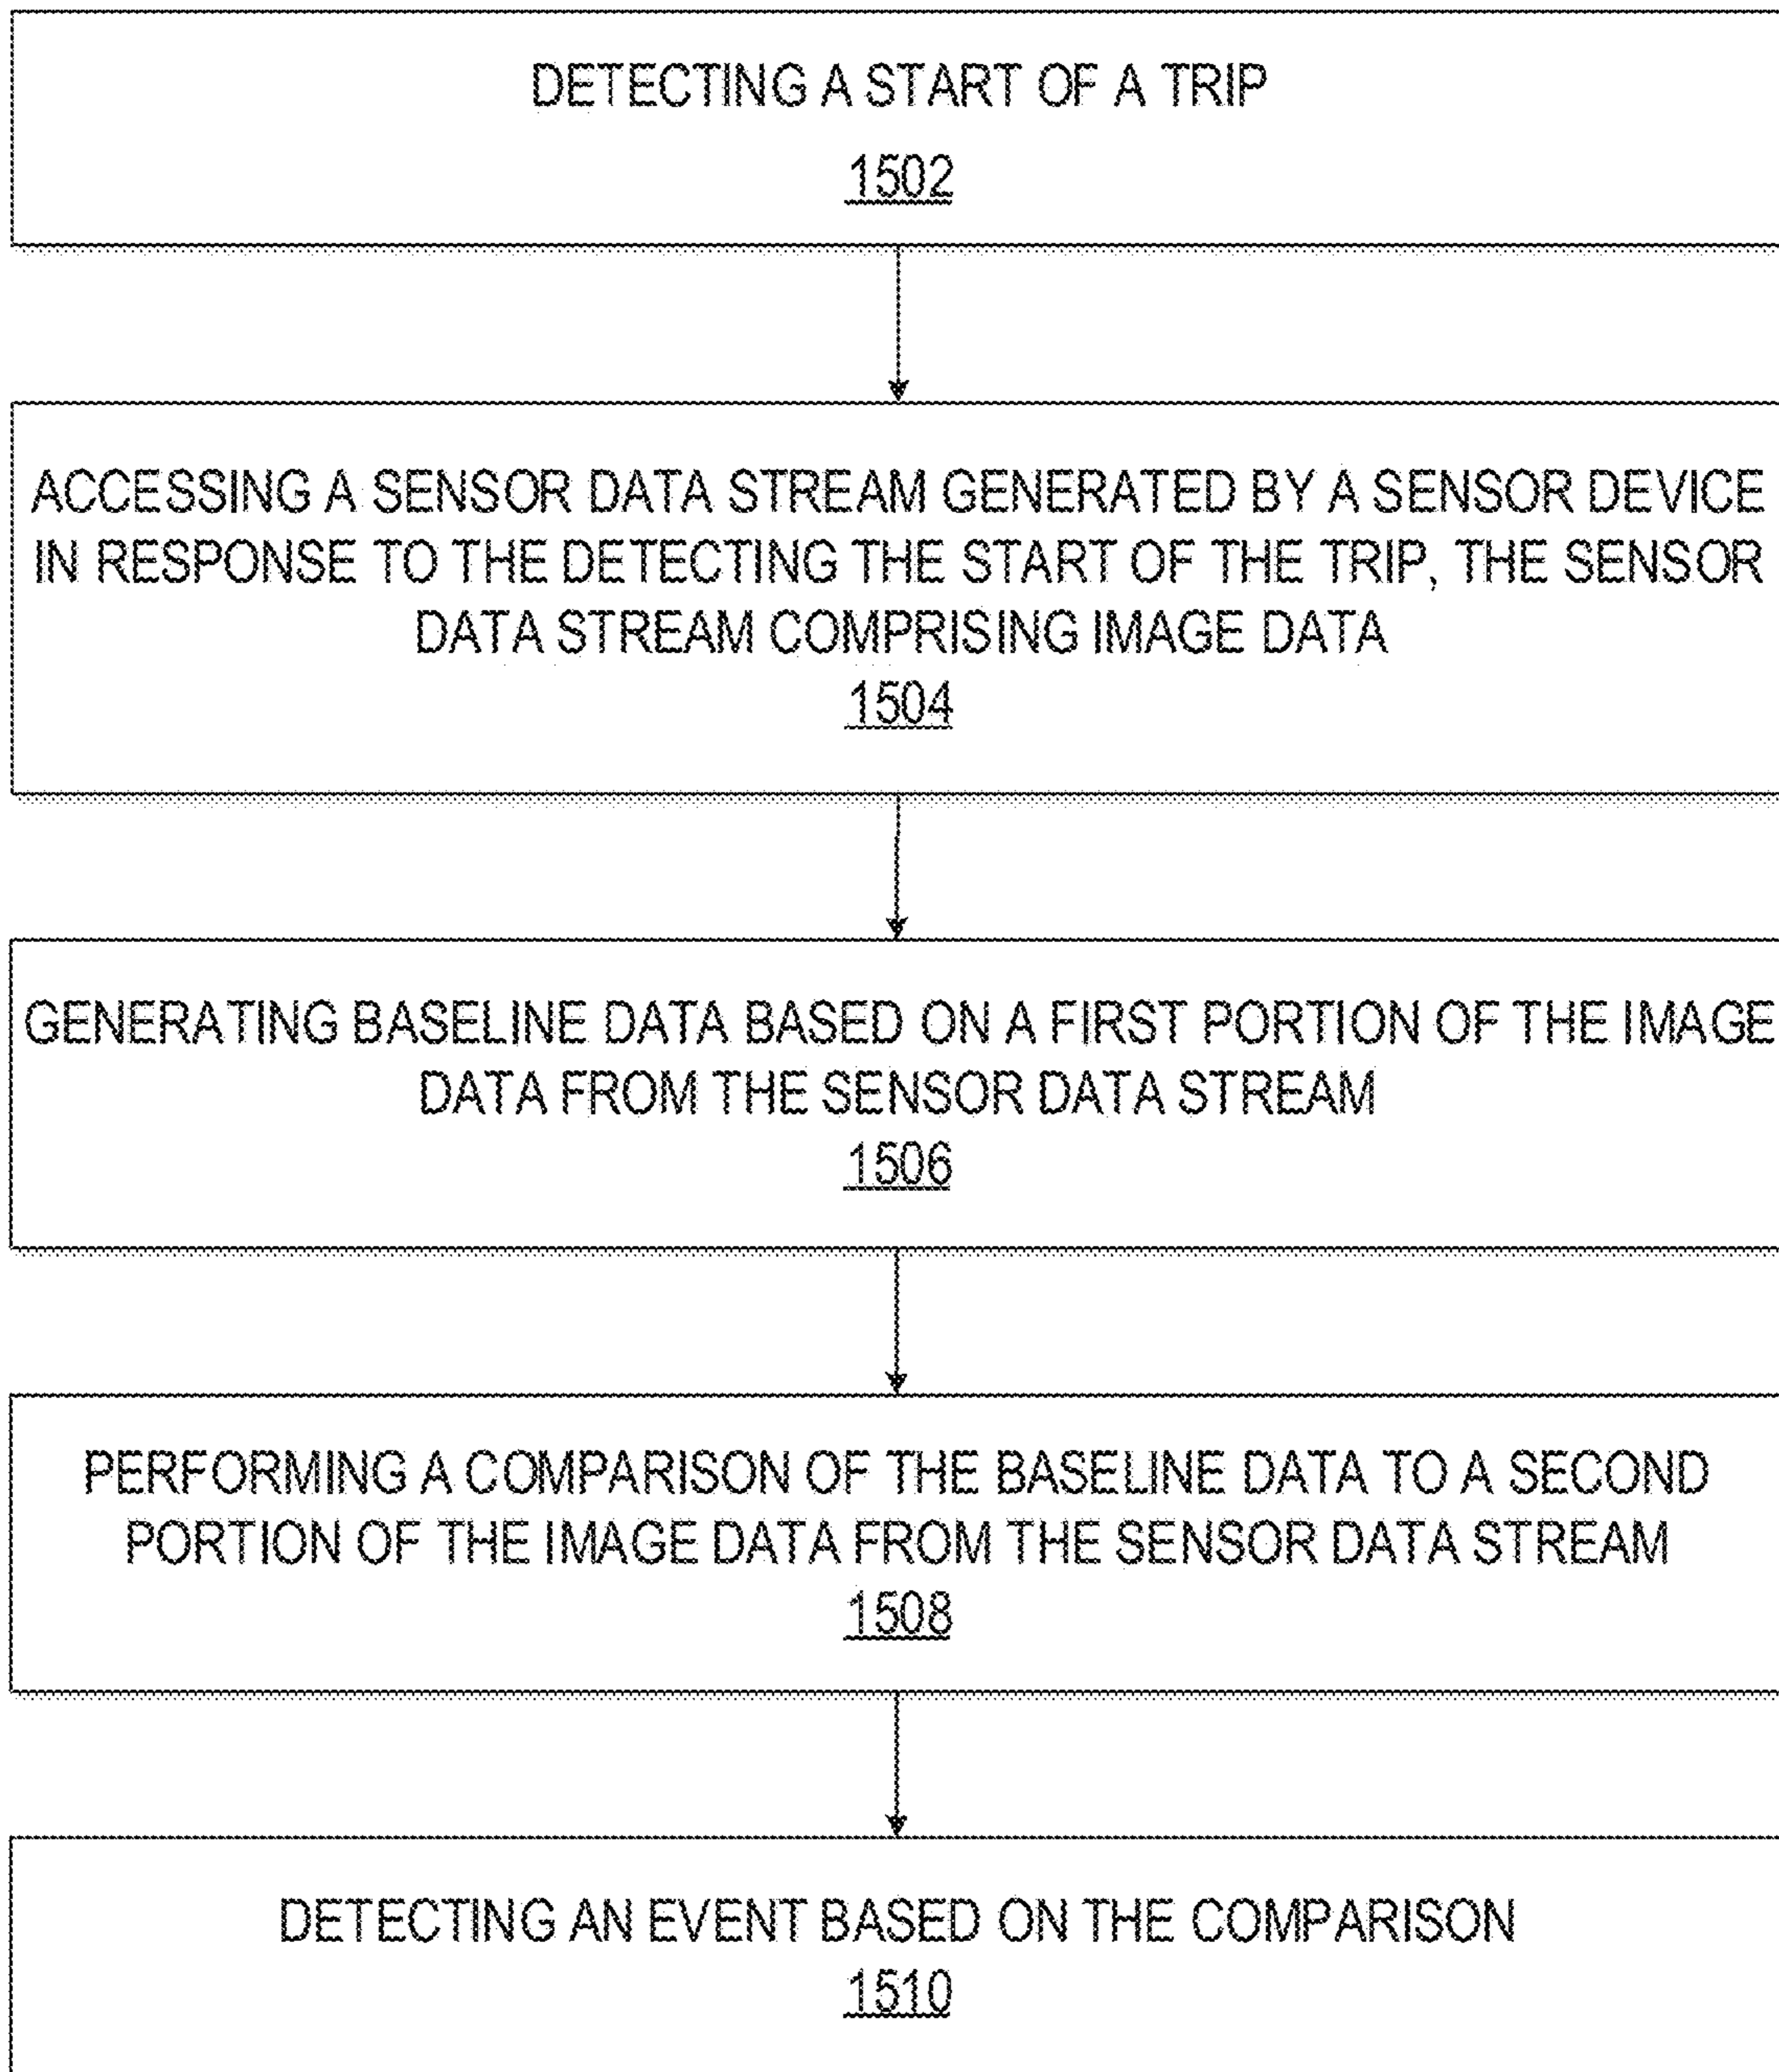 DETECTING A START OF A TRIP
1502
ACCESSING A SENSOR DATA STREAM GENERATED BY A SENSOR DEVICE
IN RESPONSE TO THE DETECTING THE START OF THE TRIP, THE SENSOR
DATA STREAM COMPRISING IMAGE DATA
1504
GENERATING BASELINE DATA BASED ON A FIRST PORTION OF THE IMAGE
DATA FROM THE SENSOR DATA STREAM
1506
PERFORMING A COMPARISON OF THE BASELINE DATA TO A SECOND
PORTION OF THE IMAGE DATA FROM THE SENSOR DATA STREAM
1508
DETECTING AN EVENT BASED ON THE COMPARISON
1510